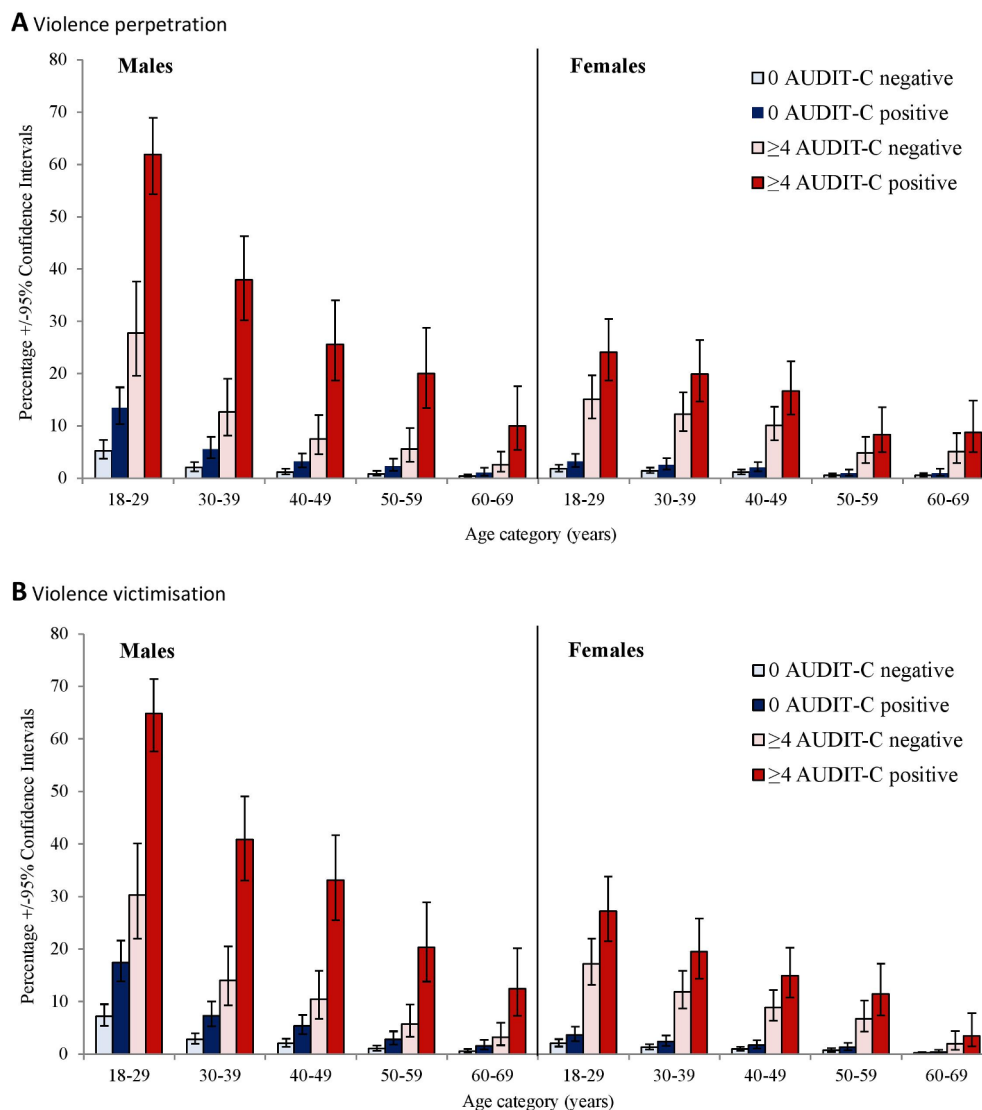 A Violence perpetration
Males
Females
0 AUDIT-C negative
0 AUDIT-C positive
≥4 AUDIT-C negative
≥4 AUDIT-C positive
Percentage +/-95% Confidence Intervals
80
70
60
50
40
30
20
10
0
18-29 30-39 40-49 50-59 60-69 18-29 30-39 40-49 50-59 60-69
Age category (years)
B Violence victimisation
Males
Females
0 AUDIT-C negative
0 AUDIT-C positive
≥4 AUDIT-C negative
≥4 AUDIT-C positive
Percentage +/-95% Confidence Intervals
80
70
60
50
40
30
20
10
0
18-29 30-39 40-49 50-59 60-69 18-29 30-39 40-49 50-59 60-69
Age category (years)